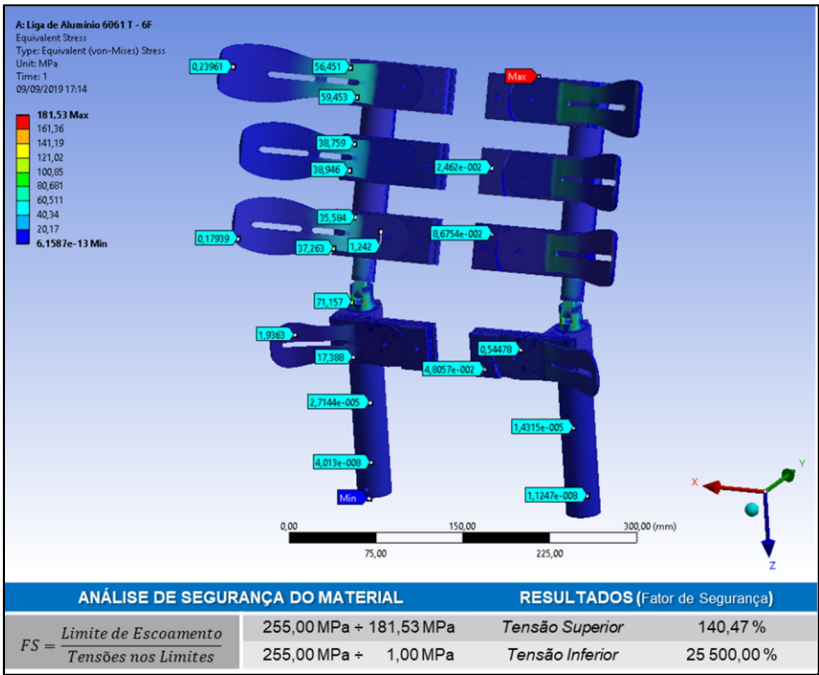 A: Liga de Alumínio 6061 T - 6F
Equivalent Stress
Type: Equivalent (von-Mises) Stress
Unit: MPa
Time: 1
09/09/2019 17:14
181,53 Max
161,36
141,19
121,02
100,85
80,681
60,511
40,34
20,17
6,1587e-13 Min
0,23961
56,451
59,453
Max
38,759
38,946
2,462e-002
35,584
0,17939
37,263
1,242
8,6754e-002
71,157
1,9363
17,388
0,54478
4,8057e-002
2,7144e-005
1,4315e-005
4,013e-008
Min
1,1247e-008
X
Y
Z
0,00
150,00
300,00 (mm)
75,00
225,00
ANÁLISE DE SEGURANÇA DO MATERIAL
RESULTADOS (Fator de Segurança)
FS = Limite de Escoamento
Tensões nos Limites
255,00 MPa ÷ 181,53 MPa
Tensão Superior
140,47 %
255,00 MPa ÷ 1,00 MPa
Tensão Inferior
25 500,00 %